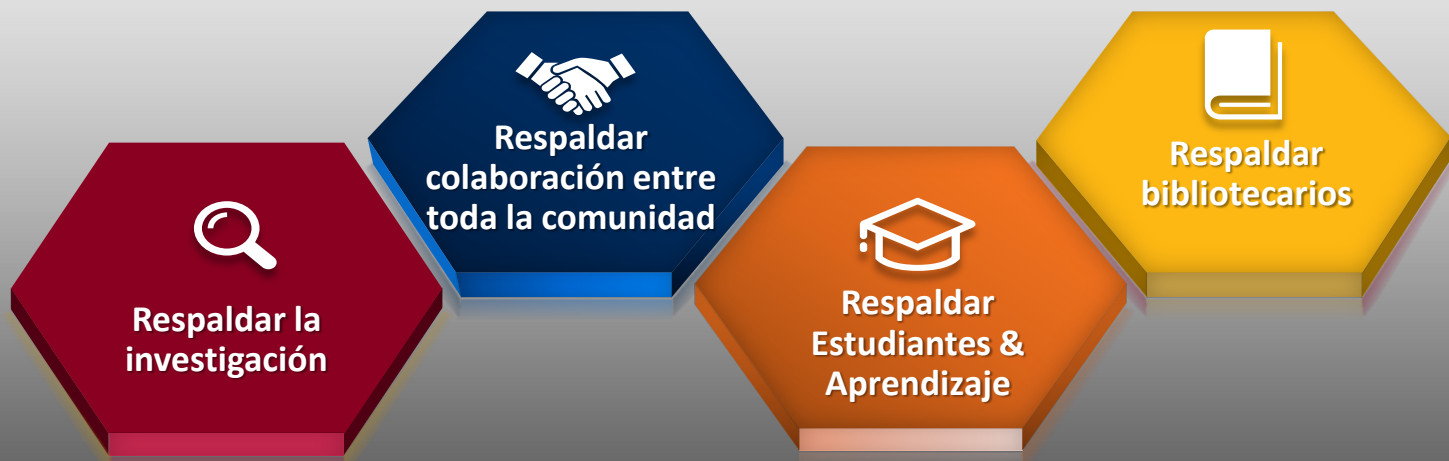 Respaldar la
investigación
Respaldar
colaboración entre
toda la comunidad
Respaldar
Estudiantes &
Aprendizaje
Respaldar
bibliotecarios